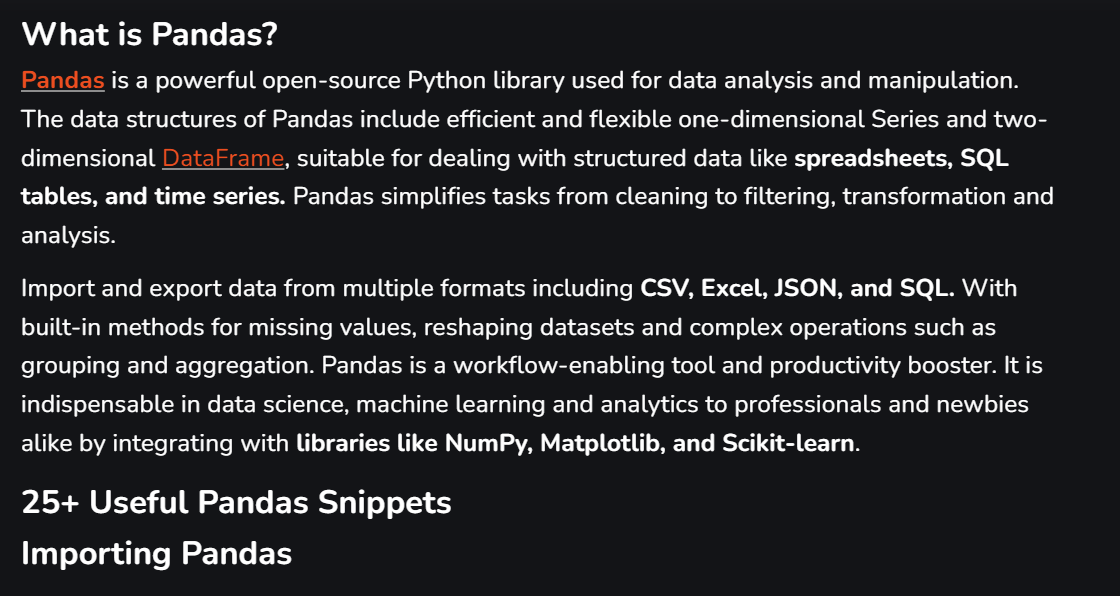 What is Pandas?
Pandas is a powerful open-source Python library used for data analysis and manipulation.
The data structures of Pandas include efficient and flexible one-dimensional Series and two-
dimensional DataFrame, suitable for dealing with structured data like spreadsheets, SQL
tables, and time series. Pandas simplifies tasks from cleaning to filtering, transformation and
analysis.
Import and export data from multiple formats including CSV, Excel, JSON, and SQL. With
built-in methods for missing values, reshaping datasets and complex operations such as
grouping and aggregation. Pandas is a workflow-enabling tool and productivity booster. It is
indispensable in data science, machine learning and analytics to professionals and newbies
alike by integrating with libraries like NumPy, Matplotlib, and Scikit-learn.
25+ Useful Pandas Snippets
Importing Pandas